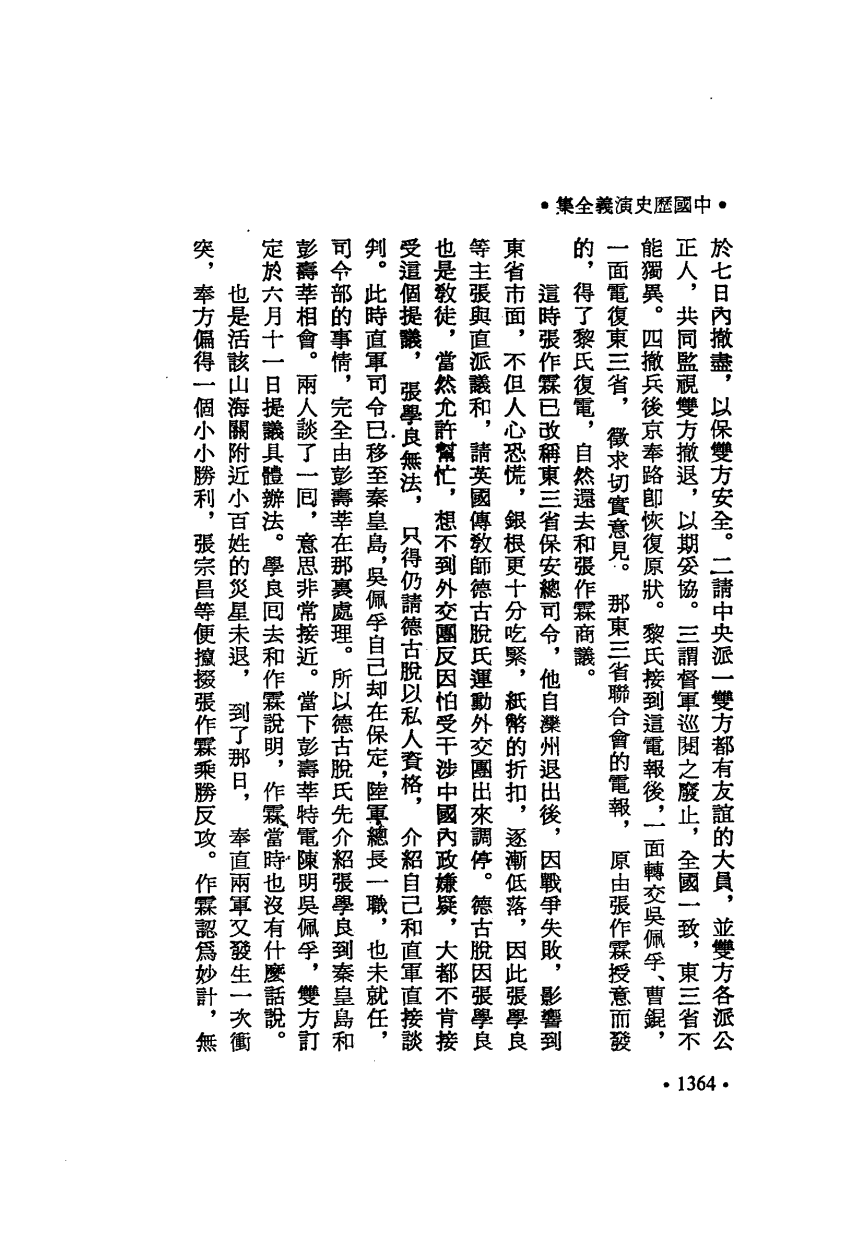 •中國歷史演義全集•
於七日內撤盡，以保雙方安全。二請中央派一雙方都有友誼的大員，並雙方各派公
正人，共同監視雙方撤退，以期妥協。三謂督軍巡閱之廢止，全國一致，東三省不
能獨異。四撤兵後京奉路卽恢復原狀。黎氏接到這電報後，一面轉交吳佩孚、曹錕，
一面電復東三省，徵求切實意見。那東三省聯合會的電報，原由張作霖授意而發
的，得了黎氏復電，自然還去和張作霖商議。
這時張作霖已改稱東三省保安總司令，他自灤州退出後，因戰爭失敗，影響到
東省市面，不但人心恐慌，銀根更十分吃緊，紙幣的折扣，逐漸低落，因此張學良
等主張與直派議和，請英國傳敎師德古脫氏運動外交團出來調停。德古脫因張學良
也是敎徒，當然允許幫忙，想不到外交團反因怕受干涉中國內政嫌疑，大都不肯接
受這個提議，張學良無法，只得仍請德古脫以私人資格，介紹自己和直軍直接談
判。此時直軍司令已移至秦皇島，吳佩孚自己却在保定，陸軍總長一職，也未就任，
司令部的事情，完全由彭壽莘在那裏處理。所以德古脫氏先介紹張學良到秦皇島和
彭壽莘相會。兩人談了一囘，意思非常接近。當下彭壽莘特電陳明吳佩孚，雙方訂
定於六月十一日提議具體辦法。學良囘去和作霖說明，作霖當時也沒有什麼話說。
也是活該山海關附近小百姓的災星未退，到了那日，奉直兩軍又發生一次衝
突，奉方偏得一個小小勝利，張宗昌等便攛掇張作霖乘勝反攻。作霖認爲妙計，無
•1364•